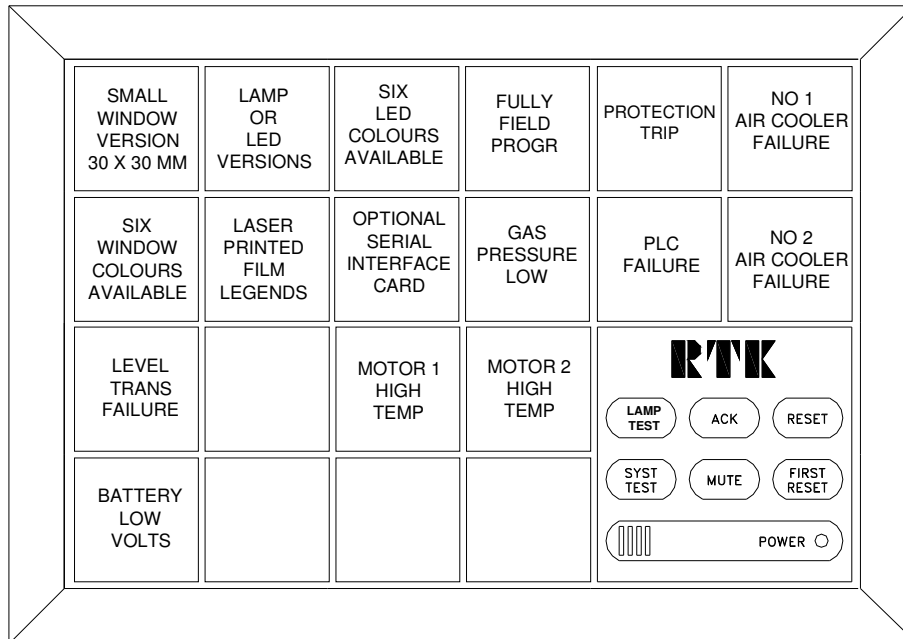 SMALL
WINDOW
VERSION
30 X 30 MM
LAMP
OR
LED
VERSIONS
SIX
LED
COLOURS
AVAILABLE
FULLY
FIELD
PROGR
PROTECTION
TRIP
NO 1
AIR COOLER
FAILURE
SIX
WINDOW
COLOURS
AVAILABLE
LASER
PRINTED
FILM
LEGENDS
OPTIONAL
SERIAL
INTERFACE
CARD
GAS
PRESSURE
LOW
PLC
FAILURE
NO 2
AIR COOLER
FAILURE
LEVEL
TRANS
FAILURE
MOTOR 1
HIGH
TEMP
MOTOR 2
HIGH
TEMP
RTK
LAMP
TEST
ACK
RESET
SYST
TEST
MUTE
FIRST
RESET
POWER
BATTERY
LOW
VOLTS